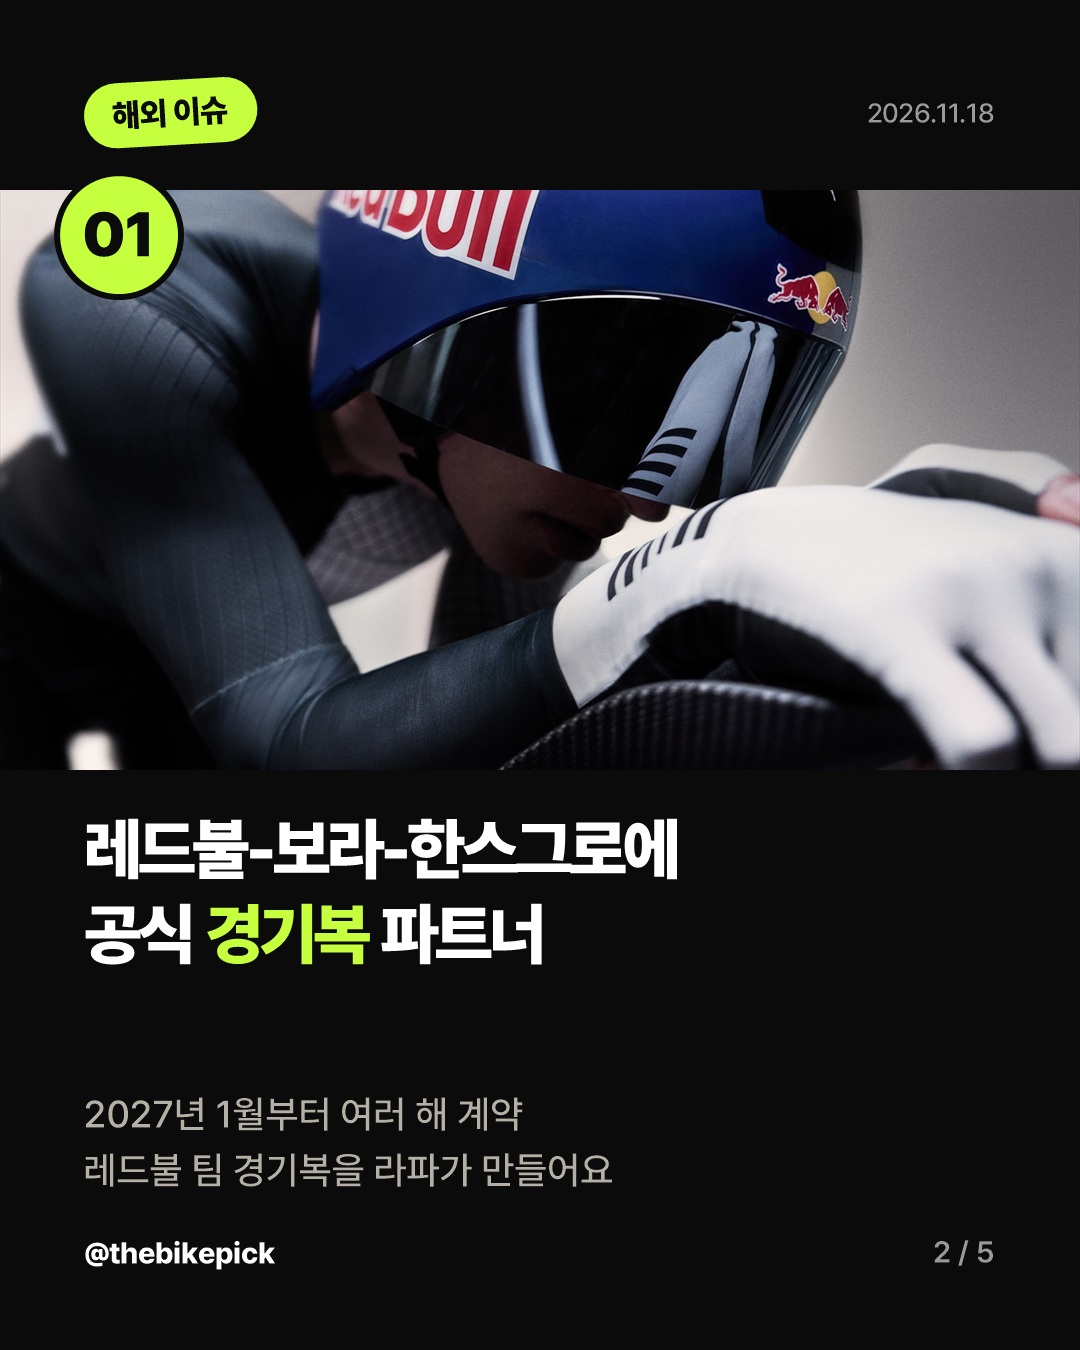 해외 이슈
2026.11.18
01
Red Bull
레드불-보라-한스그로에
공식 경기복 파트너
2027년 1월부터 여러 해 계약
레드불 팀 경기복을 라파가 만들어요
@thebikepick
2 / 5